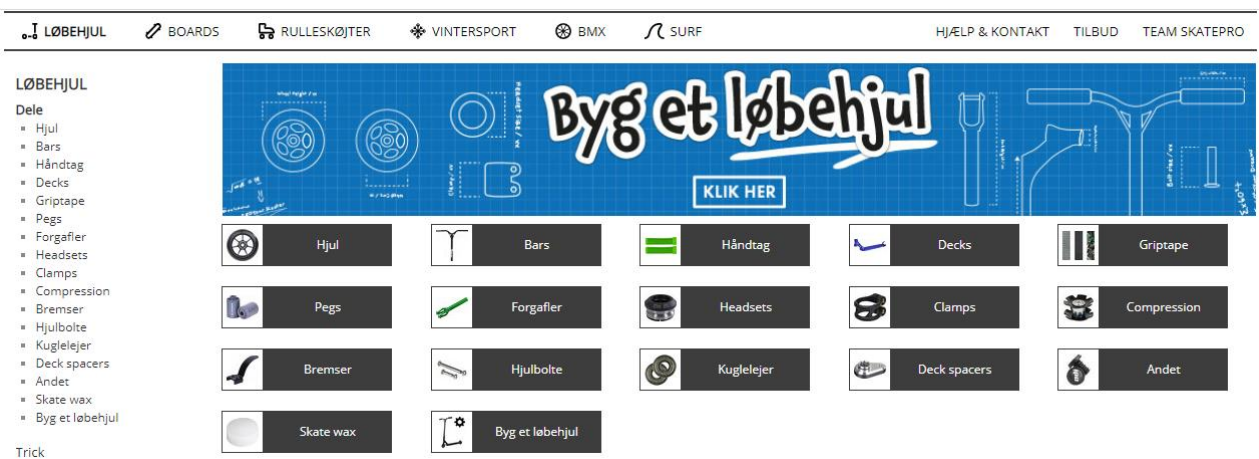 LØBEHJUL BOARDS RULLESKØJTER VINTERSPORT BMX SURF HJÆLP & KONTAKT TILBUD TEAM SKATEPRO
LØBEHJUL
Dele
Hjul
Bars
Håndtag
Decks
Griptape
Pegs
Forgafler
Headsets
Clamps
Compression
Bremser
Hjulbolte
Kuglelejer
Deck spacers
Andet
Skate wax
Byg et løbehjul
Trick
Byg et løbehjul
KLIK HER
Hjul Bars Håndtag Decks Griptape
Pegs Forgafler Headsets Clamps Compression
Bremser Hjulbolte Kuglelejer Deck spacers Andet
Skate wax Byg et løbehjul